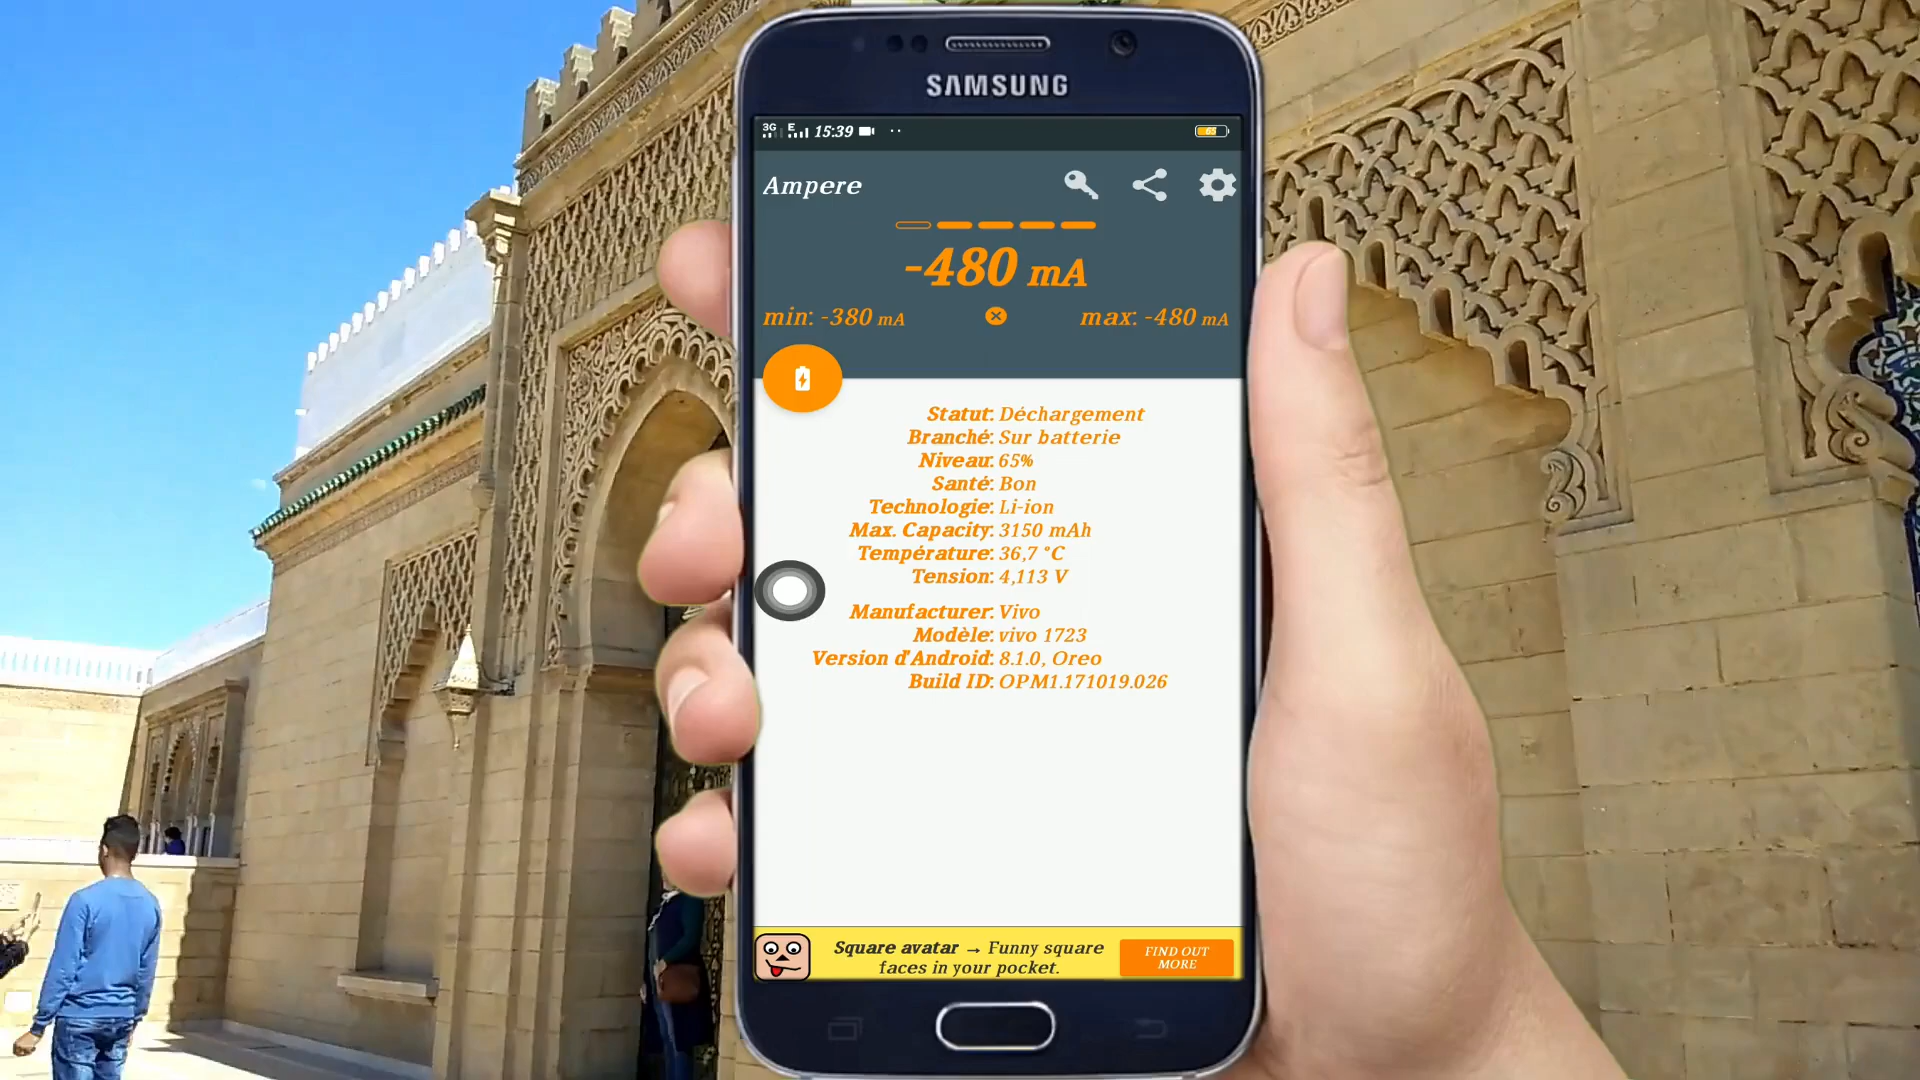 SAMSUNG
3G E 15:39 65
Ampere
-480 mA
min: -380 mA max: -480 mA
Statut: Déchargement
Branché: Sur batterie
Niveau: 65%
Santé: Bon
Technologie: Li-ion
Max. Capacity: 3150 mAh
Température: 36,7 °C
Tension: 4,113 V
Manufacturer: Vivo
Modèle: vivo 1723
Version d'Android: 8.1.0, Oreo
Build ID: OPM1.171019.026
Square avatar → Funny square
faces in your pocket.
FIND OUT
MORE